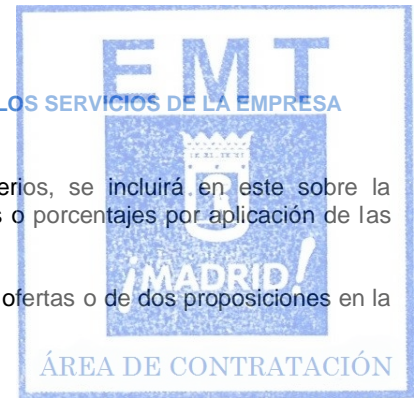 EMT
LOS SERVICIOS DE LA EMPRESA
erios, se incluirá en este sobre la
s o porcentajes por aplicación de las
¡MADRID!
ofertas o de dos proposiciones en la
ÁREA DE CONTRATACIÓN